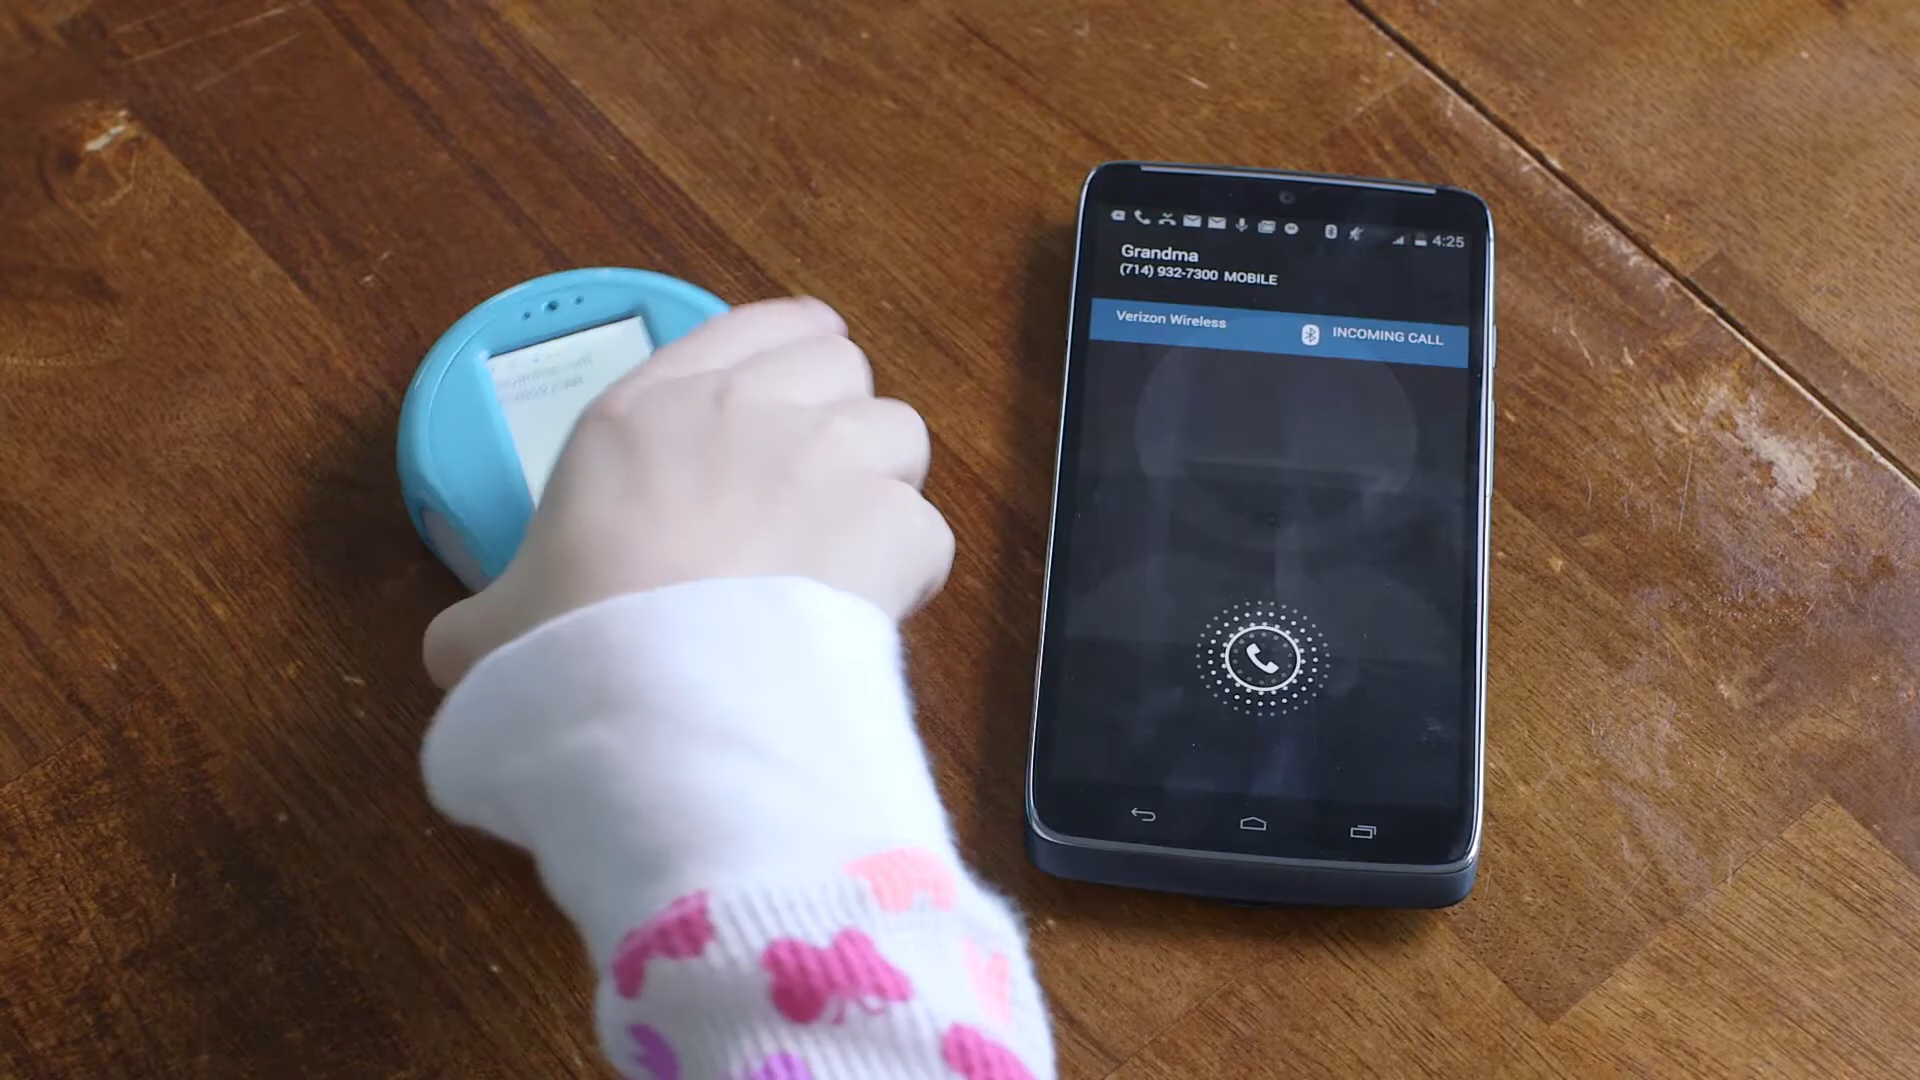 4:25
Grandma
(714) 932-7300 MOBILE
Verizon Wireless
INCOMING CALL